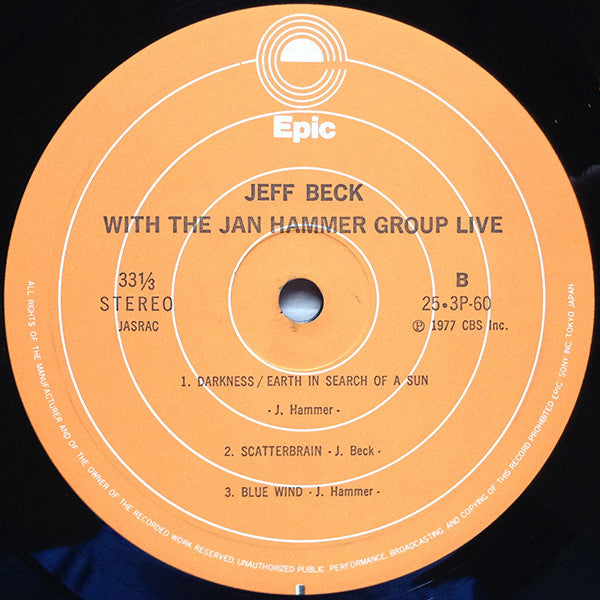 Epic
JEFF BECK
WITH THE JAN HAMMER GROUP LIVE
33⅓
STEREO
JASRAC
B
25•3P-60
℗ 1977 CBS Inc.
1. DARKNESS / EARTH IN SEARCH OF A SUN
- J. Hammer -
2. SCATTERBRAIN - J. Beck -
3. BLUE WIND - J. Hammer -
ALL RIGHTS OF THE MANUFACTURER AND OF THE OWNER OF THE RECORDED WORK RESERVED. UNAUTHORIZED PUBLIC PERFORMANCE, BROADCASTING AND COPYING OF THIS RECORD PROHIBITED EPIC/SONY INC. TOKYO JAPAN